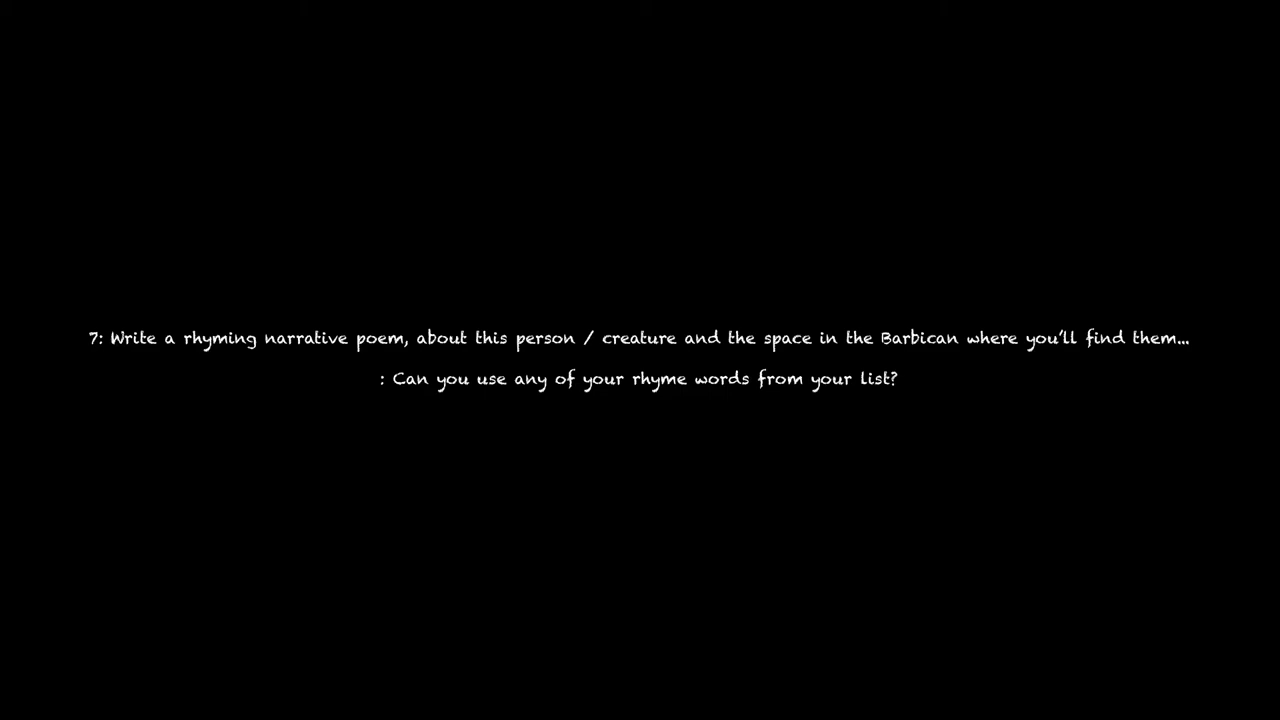 7: Write a rhyming narrative poem, about this person / creature and the space in the Barbican where you'll find them...
: Can you use any of your rhyme words from your list?